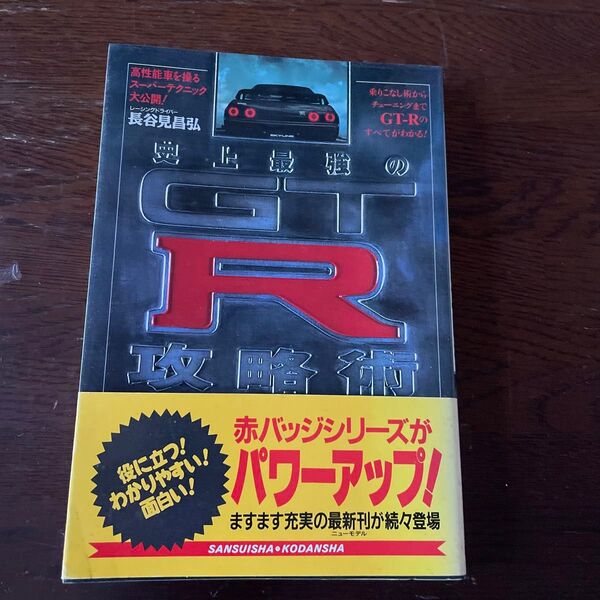 高性能車を操る
スーパーテクニック
大公開!
レーシングドライバー
長谷見昌弘
SKYLINE
乗りこなし術から
チューニングまで
GT-Rの
すべてがわかる!
史上最強の
GT
R
攻略術
役に立つ!
わかりやすい!
面白い!
赤バッジシリーズが
パワーアップ!
ますます充実の最新刊が続々登場
ニューモデル
SANSUISHA•KODANSHA